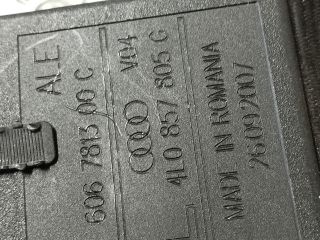 ALE
606 7813 00 C V04
4L0 857 805 G
MADE IN ROMANIA
26092007